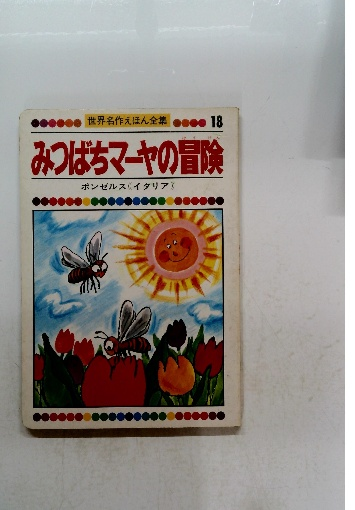 世界名作えほん全集 18
みつばちマーヤの冒険
ボンゼルス(イタリア)